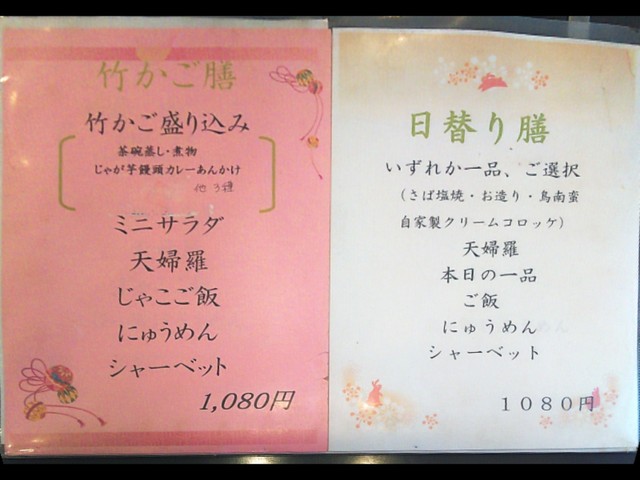 竹かご膳
竹かご盛り込み
茶碗蒸し・煮物
じゃが芋饅頭カレーあんかけ
他3種
ミニサラダ
天婦羅
じゃこご飯
にゅうめん
シャーベット
1,080円
日替り膳
いずれか一品、ご選択
（さば塩焼・お造り・鳥南蛮
自家製クリームコロッケ）
天婦羅
本日の一品
ご飯
にゅうめん
シャーベット
１０８０円